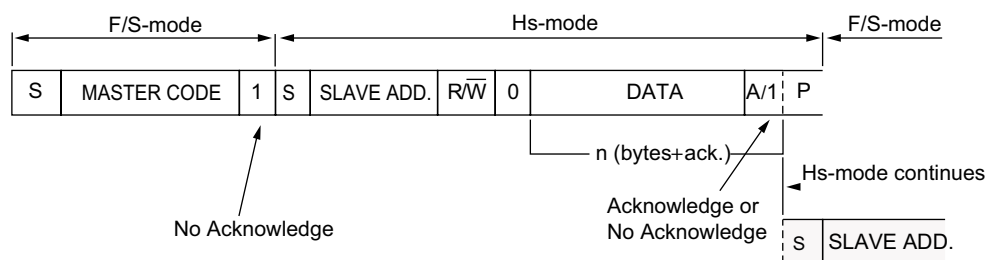 F/S-mode Hs-mode F/S-mode
S MASTER CODE 1 S SLAVE ADD. R/W̅ 0 DATA A/1 P
n (bytes+ack.)
Hs-mode continues
No Acknowledge
Acknowledge or
No Acknowledge
S SLAVE ADD.